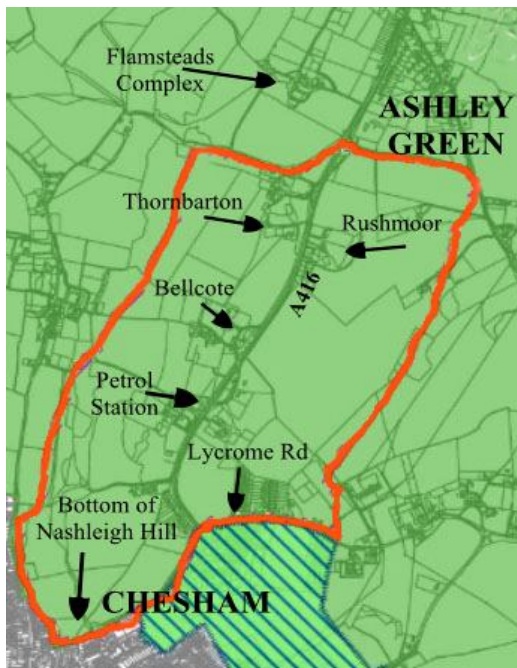 Flamsteads
Complex
ASHLEY
GREEN
Thornbarton
Rushmoor
A416
Bellcote
Petrol
Station
Lycrome Rd
Bottom of
Nashleigh Hill
CHESHAM